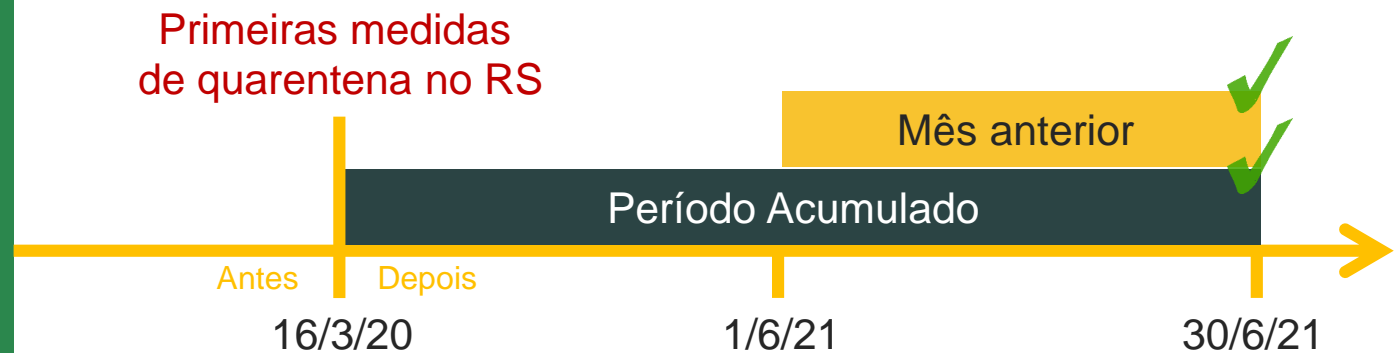 Primeiras medidas
de quarentena no RS
Mês anterior
Período Acumulado
Antes
Depois
16/3/20
1/6/21
30/6/21